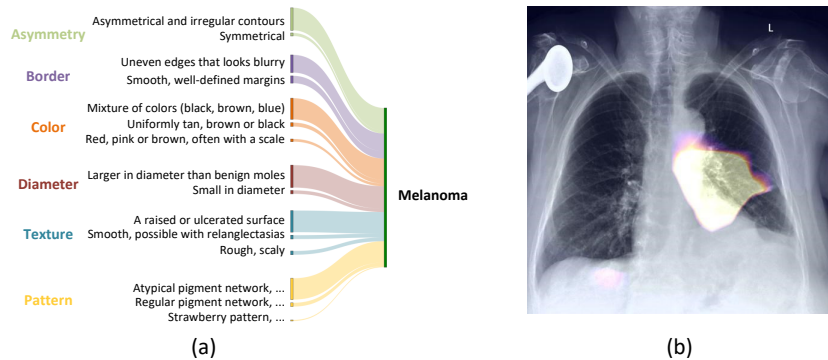 Asymmetry
Asymmetrical and irregular contours
Symmetrical
Border
Uneven edges that looks blurry
Smooth, well-defined margins
Color
Mixture of colors (black, brown, blue)
Uniformly tan, brown or black
Red, pink or brown, often with a scale
Diameter
Larger in diameter than benign moles
Small in diameter
Texture
A raised or ulcerated surface
Smooth, possible with relanglectasias
Rough, scaly
Pattern
Atypical pigment network, ...
Regular pigment network, ...
Strawberry pattern, ...
Melanoma
(a)
L
(b)